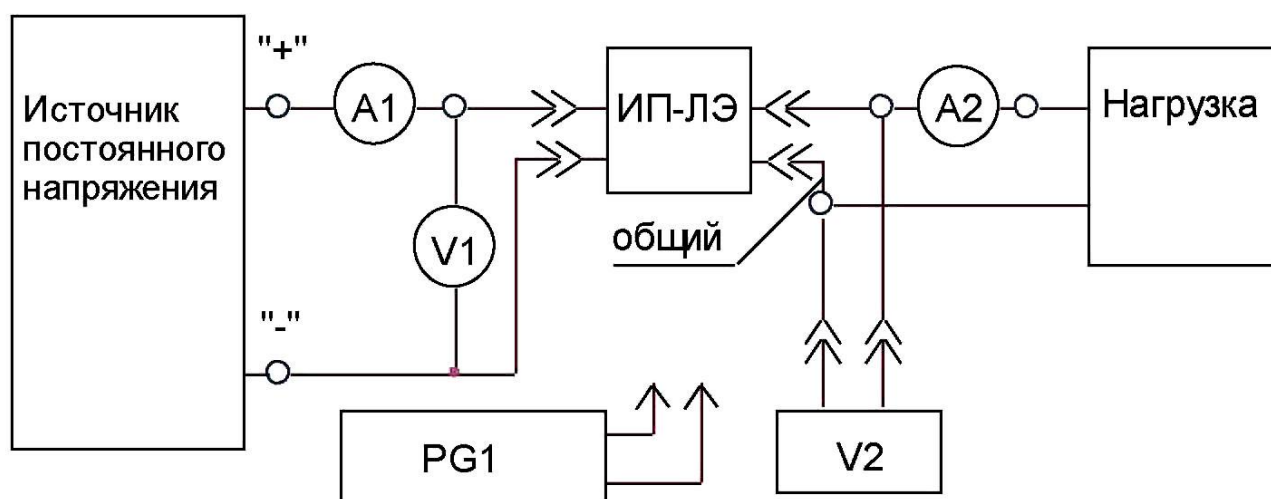 Источник
постоянного
напряжения
"+"
A1
V1
"-"
ИП-ЛЭ
общий
A2
Нагрузка
PG1
V2